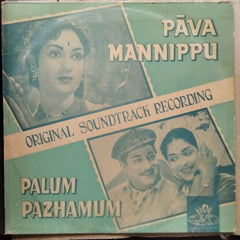 PĀVA
MANNIPPU
ORIGINAL SOUNDTRACK RECORDING
PALUM
PAZHAMUM